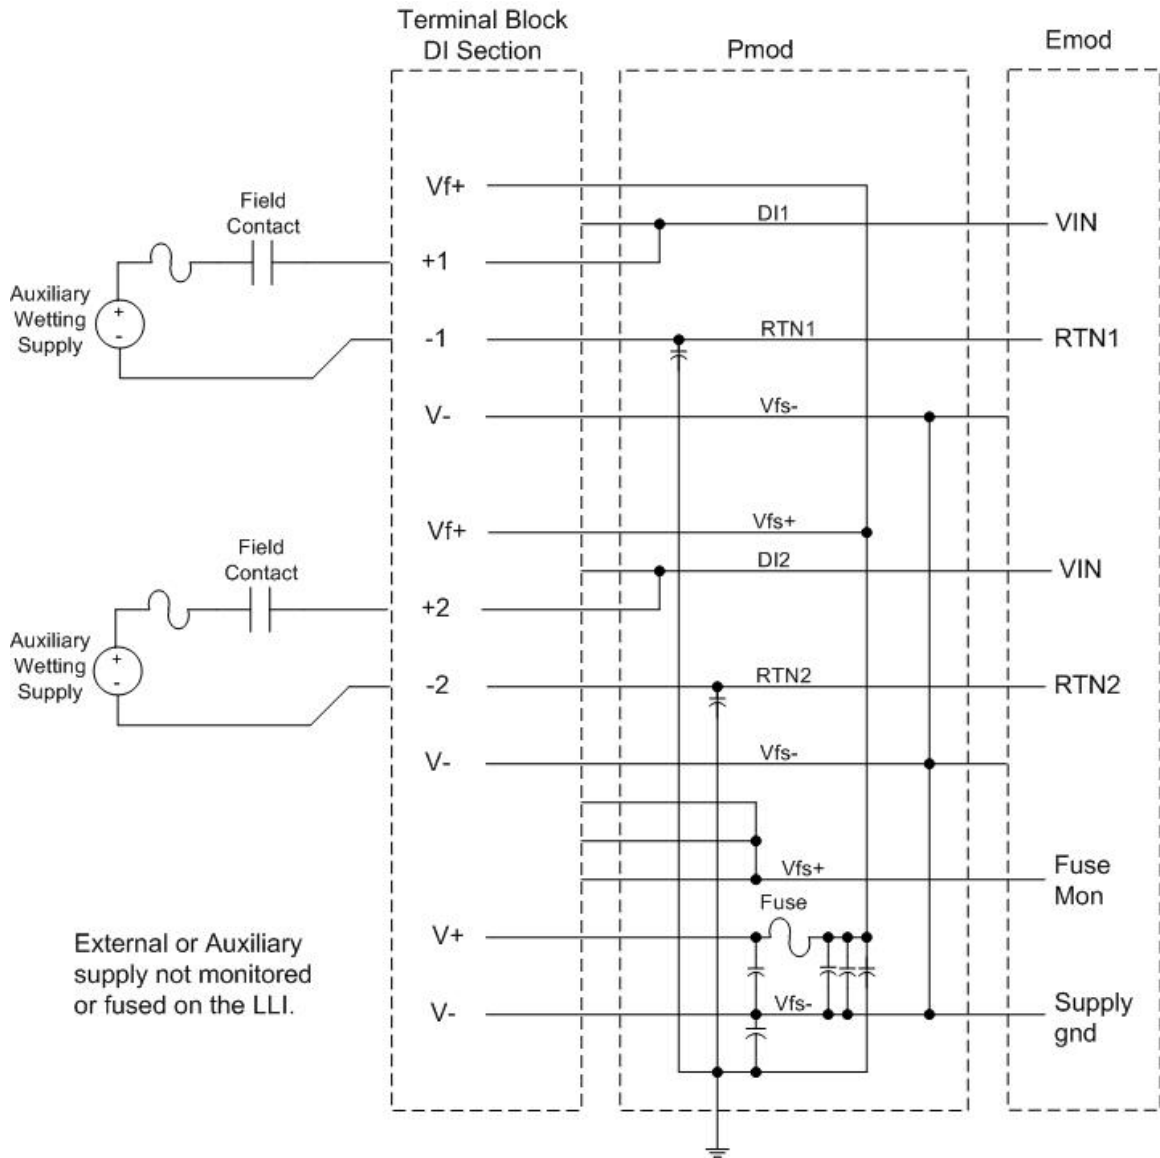 Terminal Block
DI Section
Pmod
Emod
Vf+
Field
Contact
DI1
VIN
+1
Auxiliary
Wetting
Supply
+
-
-1
RTN1
RTN1
V-
Vfs-
Vf+
Vfs+
Field
Contact
DI2
VIN
+2
Auxiliary
Wetting
Supply
+
-
-2
RTN2
RTN2
V-
Vfs-
Vfs+
Fuse
Mon
Fuse
V+
External or Auxiliary
supply not monitored
or fused on the LLI.
V-
Vfs-
Supply
gnd